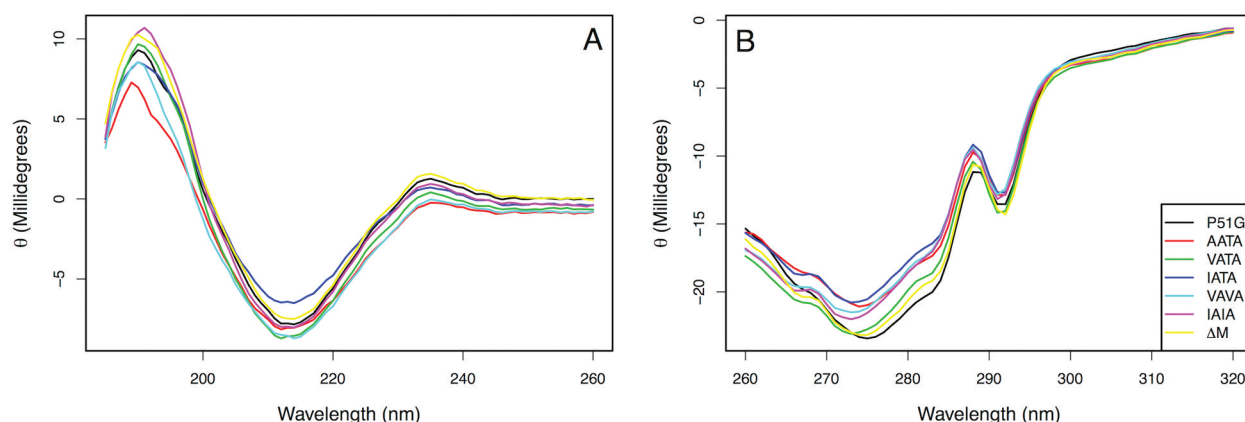 A
θ (Millidegrees)
10
5
0
−5
200
220
240
260
Wavelength (nm)
B
θ (Millidegrees)
0
−5
−10
−15
−20
260
270
280
290
300
310
320
Wavelength (nm)
P51G
AATA
VATA
IATA
VAVA
IAIA
ΔM